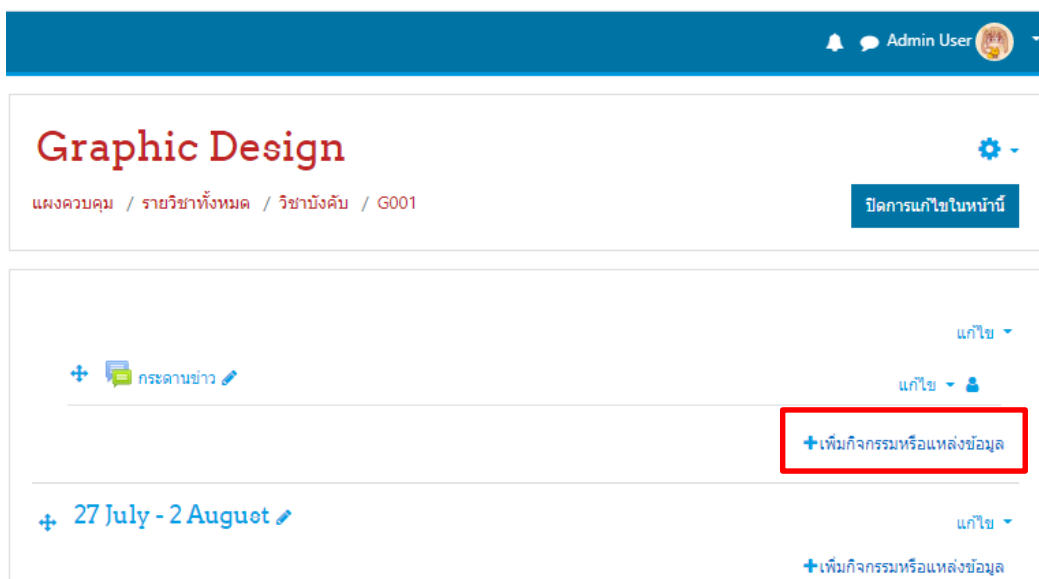 Admin User
Graphic Design
แผงควบคุม / รายวิชาทั้งหมด / วิชาบังคับ / G001
ปิดการแก้ไขในหน้านี้
แก้ไข
กระดานข่าว
แก้ไข
+เพิ่มกิจกรรมหรือแหล่งข้อมูล
27 July - 2 August
แก้ไข
+เพิ่มกิจกรรมหรือแหล่งข้อมูล